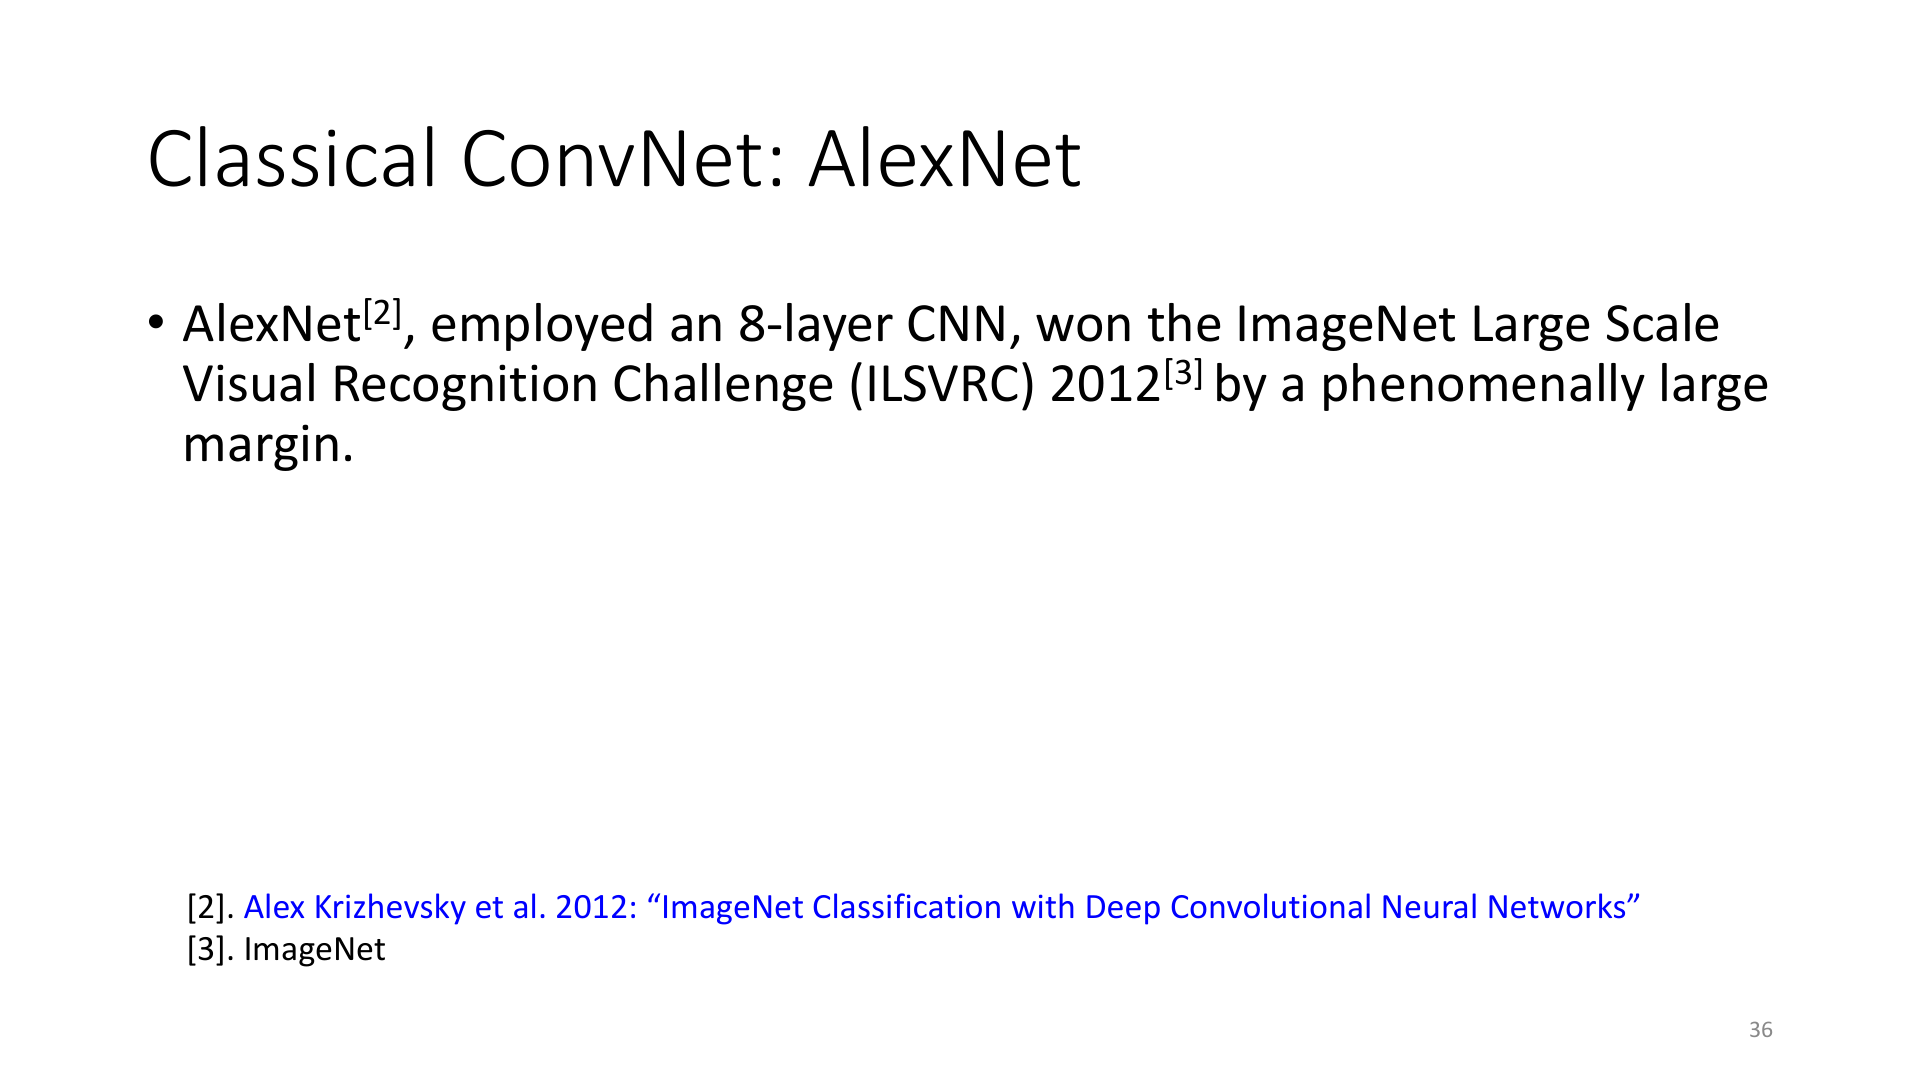 Classical ConvNet: AlexNet
• AlexNet[2], employed an 8-layer CNN, won the ImageNet Large Scale
Visual Recognition Challenge (ILSVRC) 2012[3] by a phenomenally large
margin.
[2]. Alex Krizhevsky et al. 2012: “ImageNet Classification with Deep Convolutional Neural Networks”
[3]. ImageNet
36